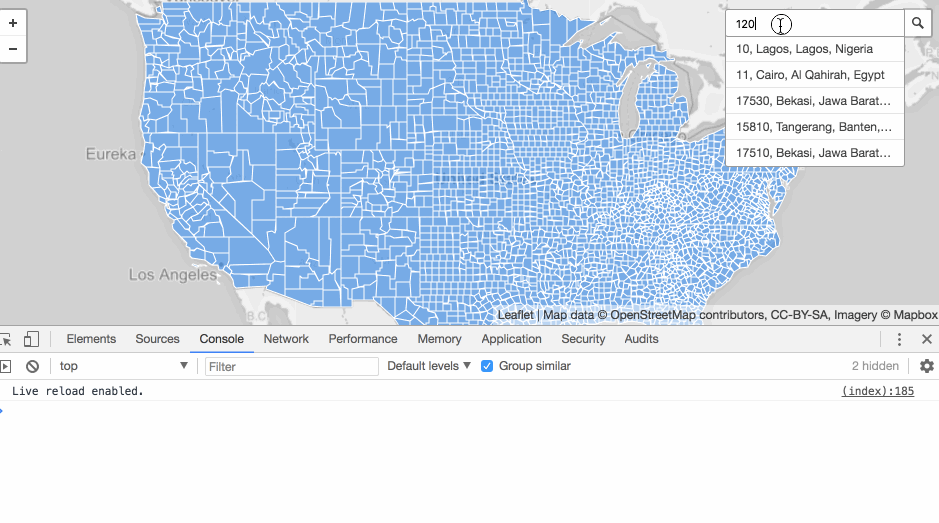 +
−
120
10, Lagos, Lagos, Nigeria
11, Cairo, Al Qahirah, Egypt
17530, Bekasi, Jawa Barat...
15810, Tangerang, Banten,...
17510, Bekasi, Jawa Barat...
Eureka
Los Angeles
B.C.
Leaflet | Map data © OpenStreetMap contributors, CC-BY-SA, Imagery © Mapbox
Elements Sources Console Network Performance Memory Application Security Audits
top Filter Default levels Group similar 2 hidden
Live reload enabled. (index):185